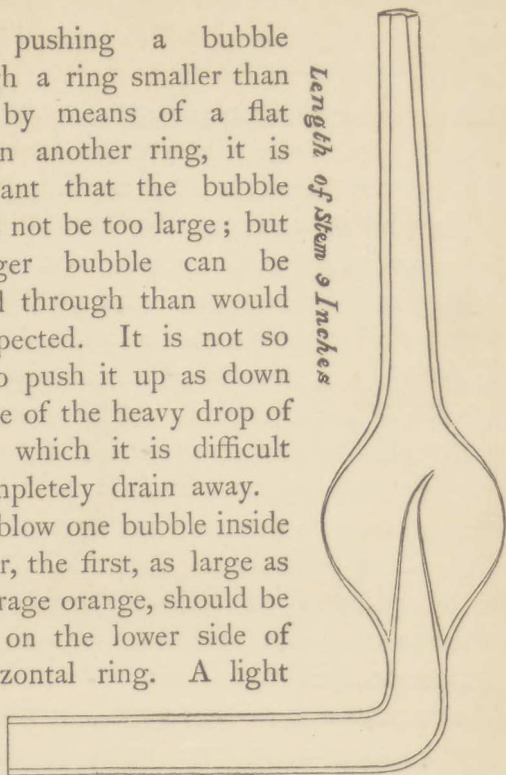 pushing a bubble
h a ring smaller than
by means of a flat
n another ring, it is
ant that the bubble
not be too large; but
ger bubble can be
l through than would
pected. It is not so
o push it up as down
e of the heavy drop of
which it is difficult
mpletely drain away.
blow one bubble inside
r, the first, as large as
rage orange, should be
on the lower side of
zontal ring. A light
Length of Stem 9 Inches